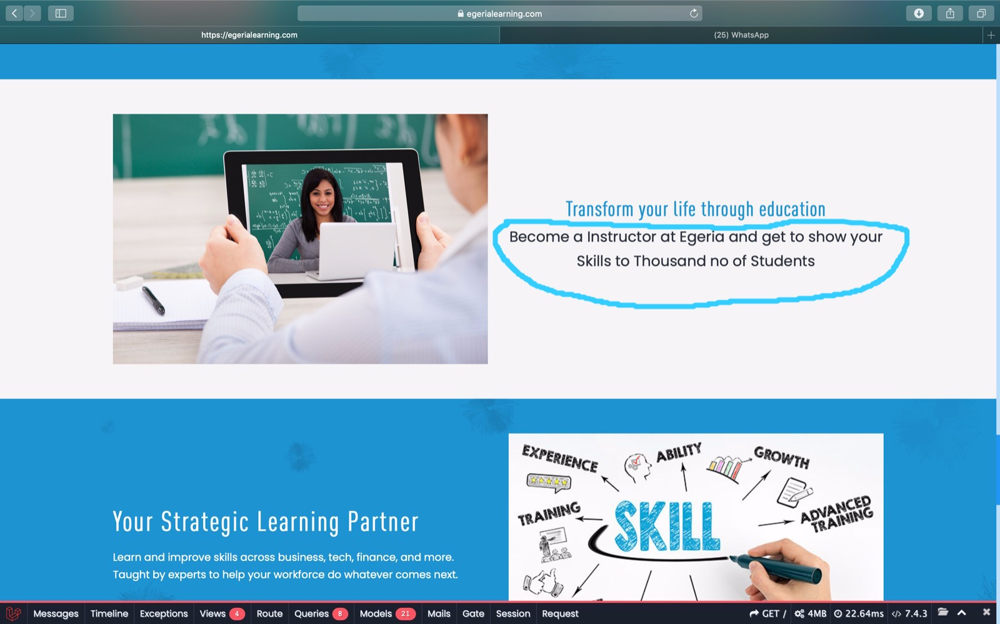 egerialearning.com
https://egerialearning.com
(25) WhatsApp
Transform your life through education
Become a Instructor at Egeria and get to show your
Skills to Thousand no of Students
Your Strategic Learning Partner
Learn and improve skills across business, tech, finance, and more.
Taught by experts to help your workforce do whatever comes next.
EXPERIENCE
ABILITY
GROWTH
TRAINING
SKILL
ADVANCED
TRAINING
Messages Timeline Exceptions Views 4 Route Queries 8 Models 21 Mails Gate Session Request GET / 4MB 22.64ms 7.4.3